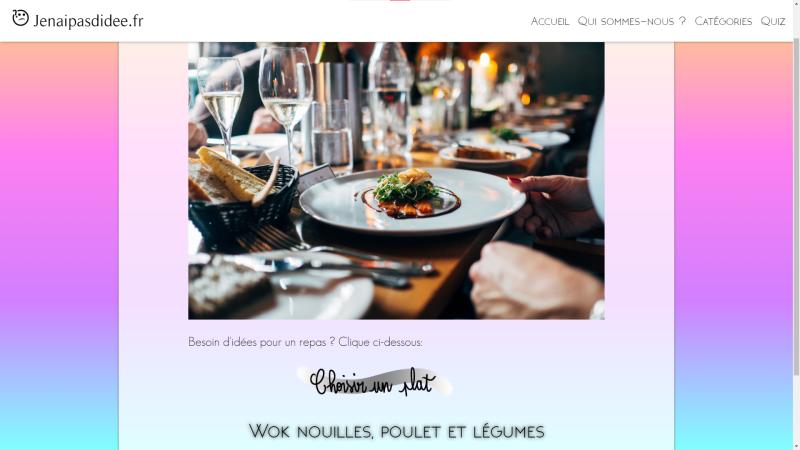 Jenaipasdidee.fr
Accueil Qui sommes-nous ? Catégories Quiz
Besoin d'idées pour un repas ? Clique ci-dessous:
Choisir un plat
Wok nouilles, poulet et légumes